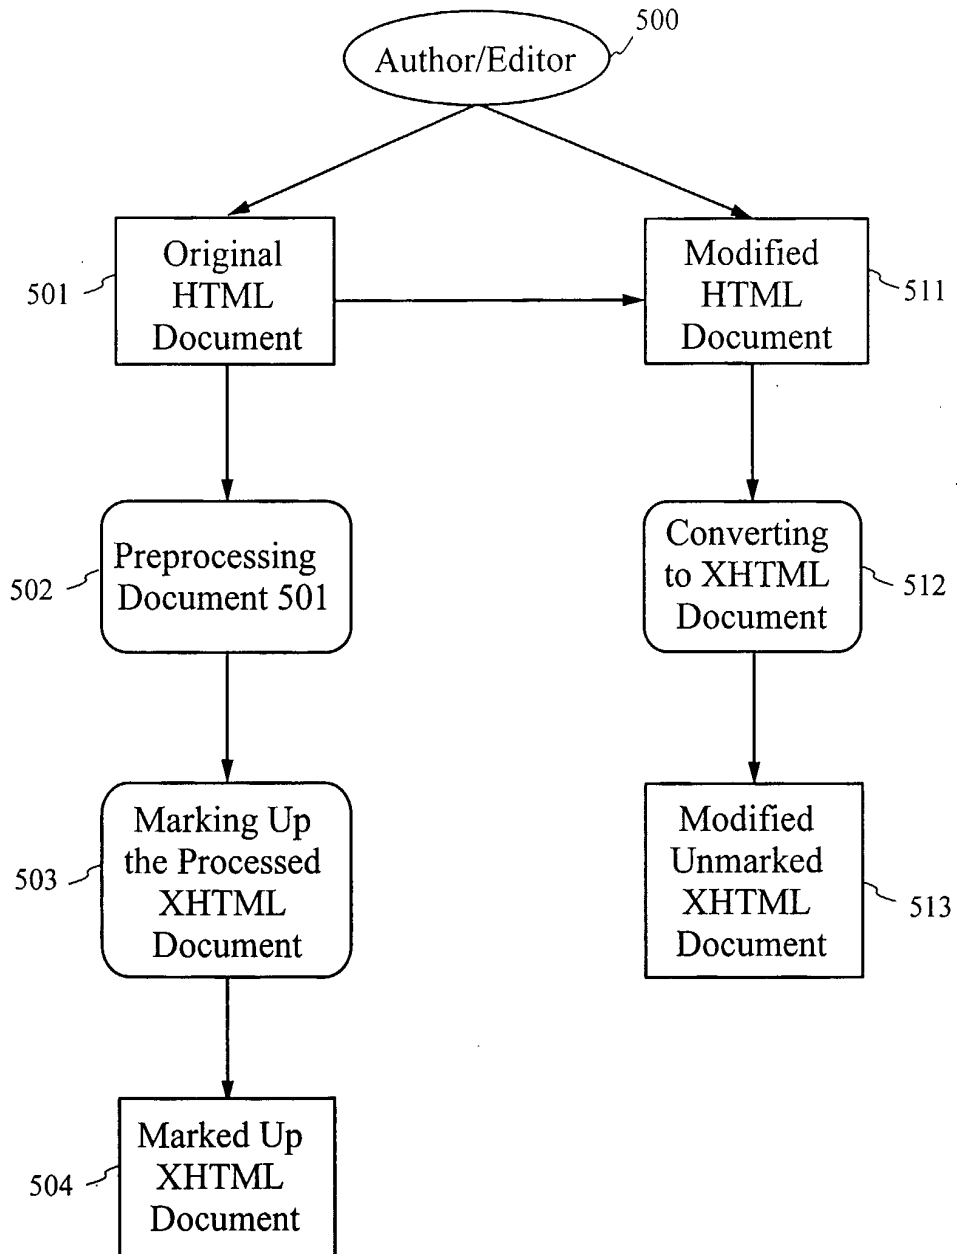 500
Author/Editor
Original
HTML
Document
501
Modified
HTML
Document
511
Preprocessing
Document 501
502
Converting
to XHTML
Document
512
Marking Up
the Processed
XHTML
Document
503
Modified
Unmarked
XHTML
Document
513
Marked Up
XHTML
Document
504